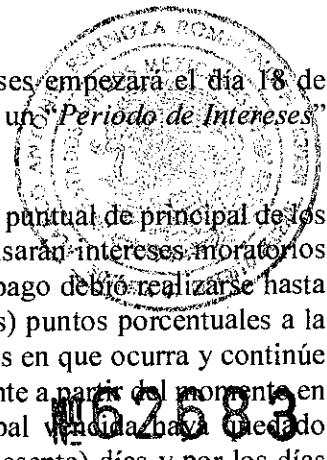 ESPINOZA
ses empezará el día 18 de
un "Periodo de Intereses"
puntual de principal de los
sarán intereses moratorios
pago debió realizarse hasta
s) puntos porcentuales a la
s en que ocurra y continúe
nte a partir del momento en
pal vencida haya quedado
Nº62683
esenta) días y por los días